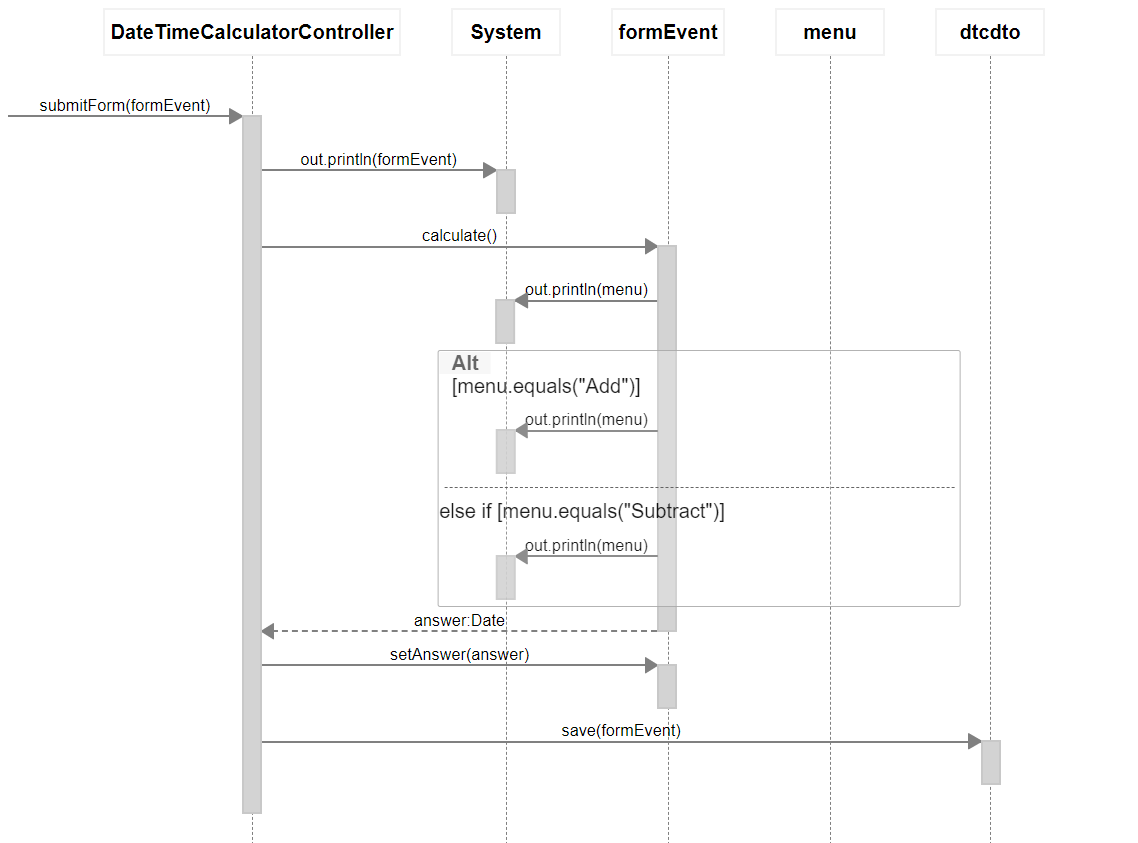 DateTimeCalculatorController
System
formEvent
menu
dtcdto
submitForm(formEvent)
out.println(formEvent)
calculate()
out.println(menu)
Alt
[menu.equals("Add")]
out.println(menu)
else if [menu.equals("Subtract")]
out.println(menu)
answer:Date
setAnswer(answer)
save(formEvent)